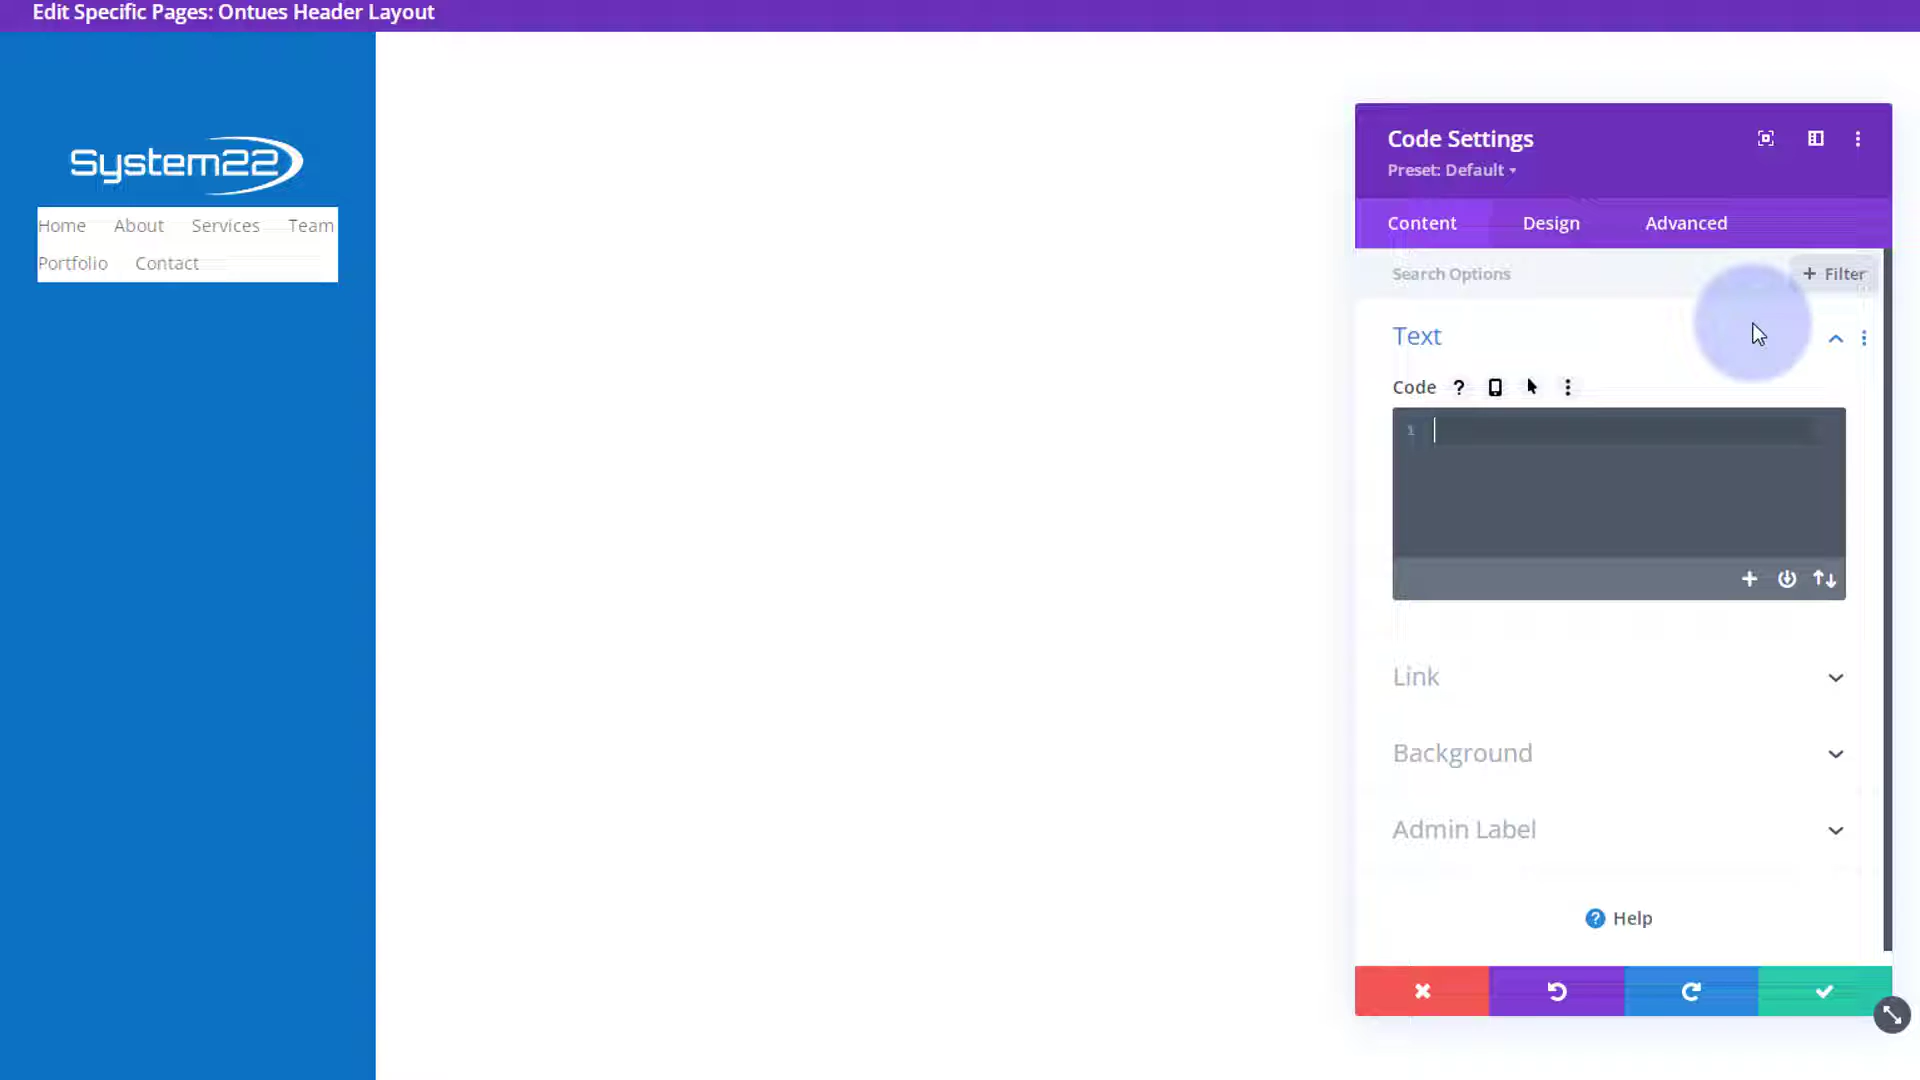 Edit Specific Pages: Ontues Header Layout
System22
Home About Services Team
Portfolio Contact
Code Settings
Preset: Default
Content Design Advanced
Search Options
+ Filter
Text
Code ?
1
Link
Background
Admin Label
? Help